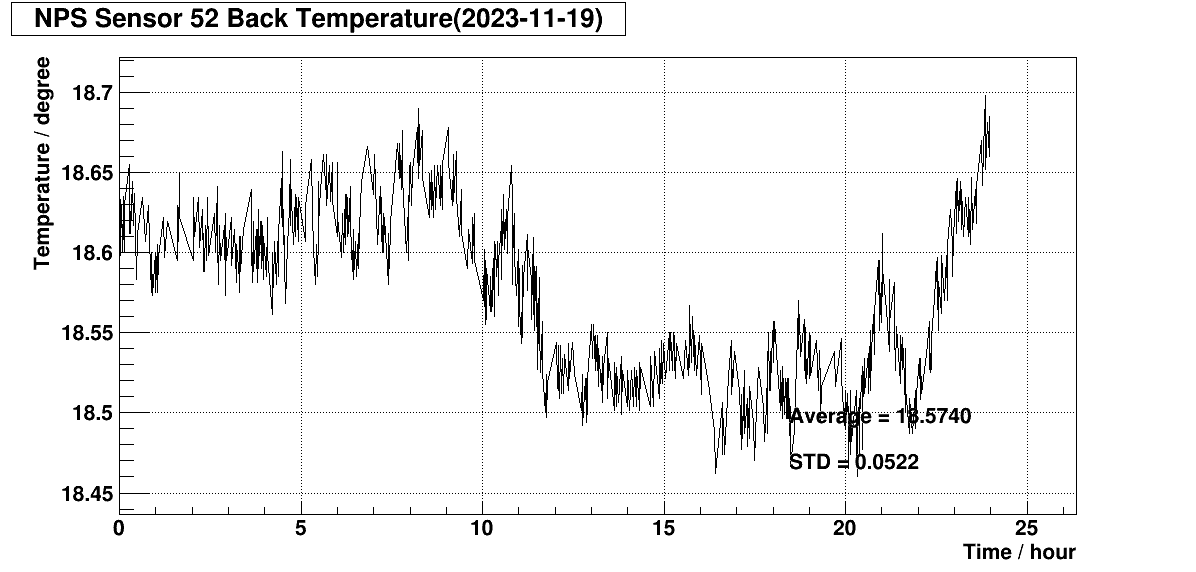 NPS Sensor 52 Back Temperature(2023-11-19)
Temperature / degree
18.7
18.65
18.6
18.55
18.5
18.45
Average = 18.5740
STD = 0.0522
0 5 10 15 20 25
Time / hour